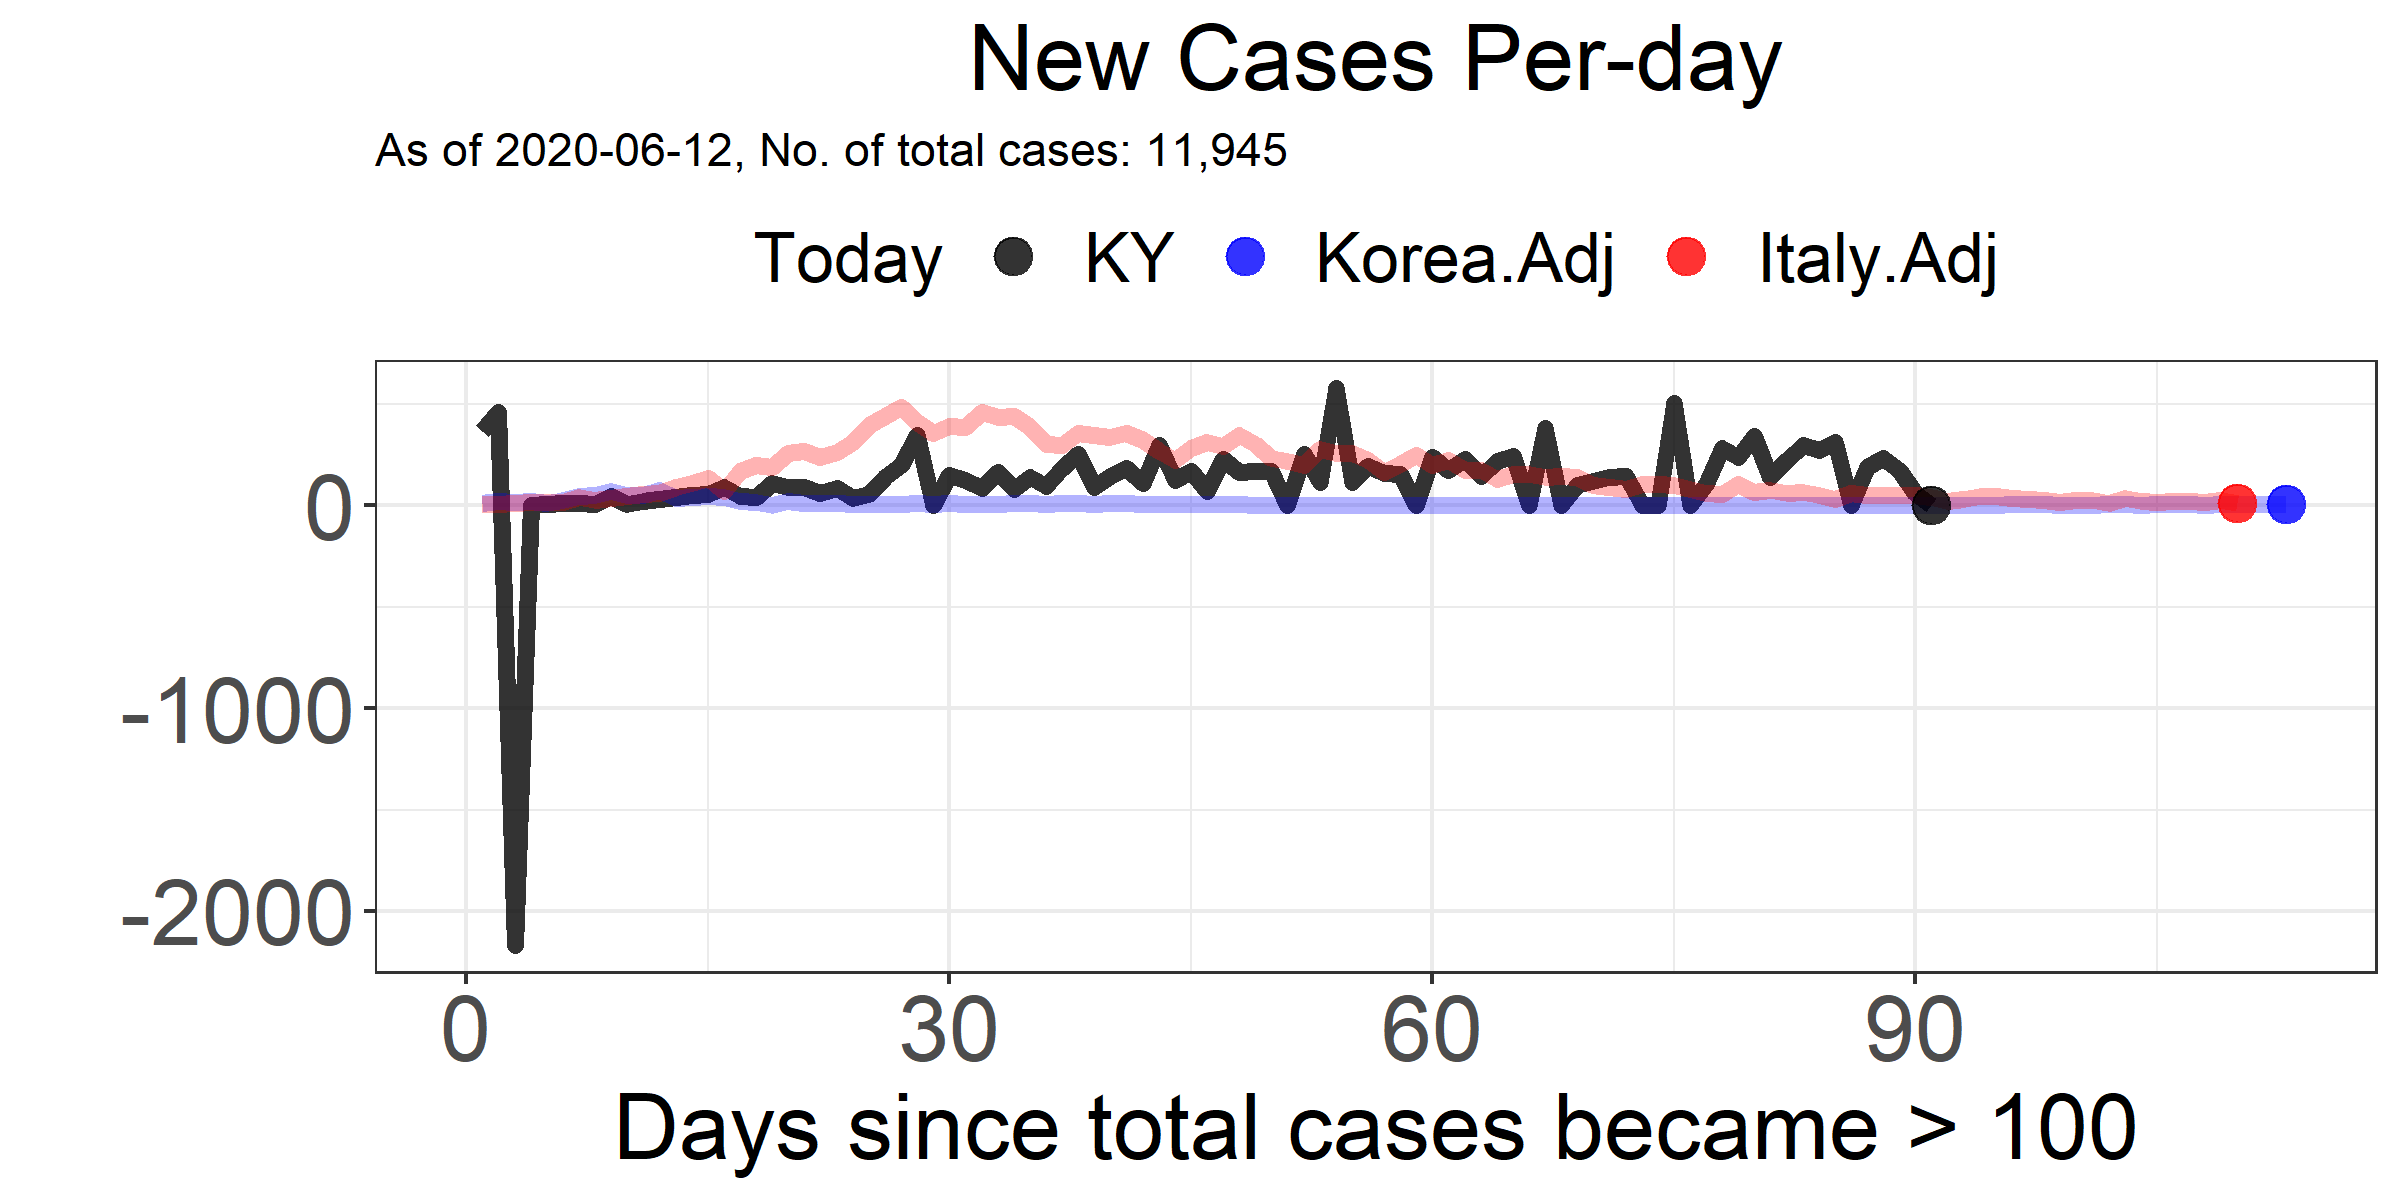 New Cases Per-day
As of 2020-06-12, No. of total cases: 11,945
Today KY Korea.Adj Italy.Adj
0
-1000
-2000
0 30 60 90
Days since total cases became > 100